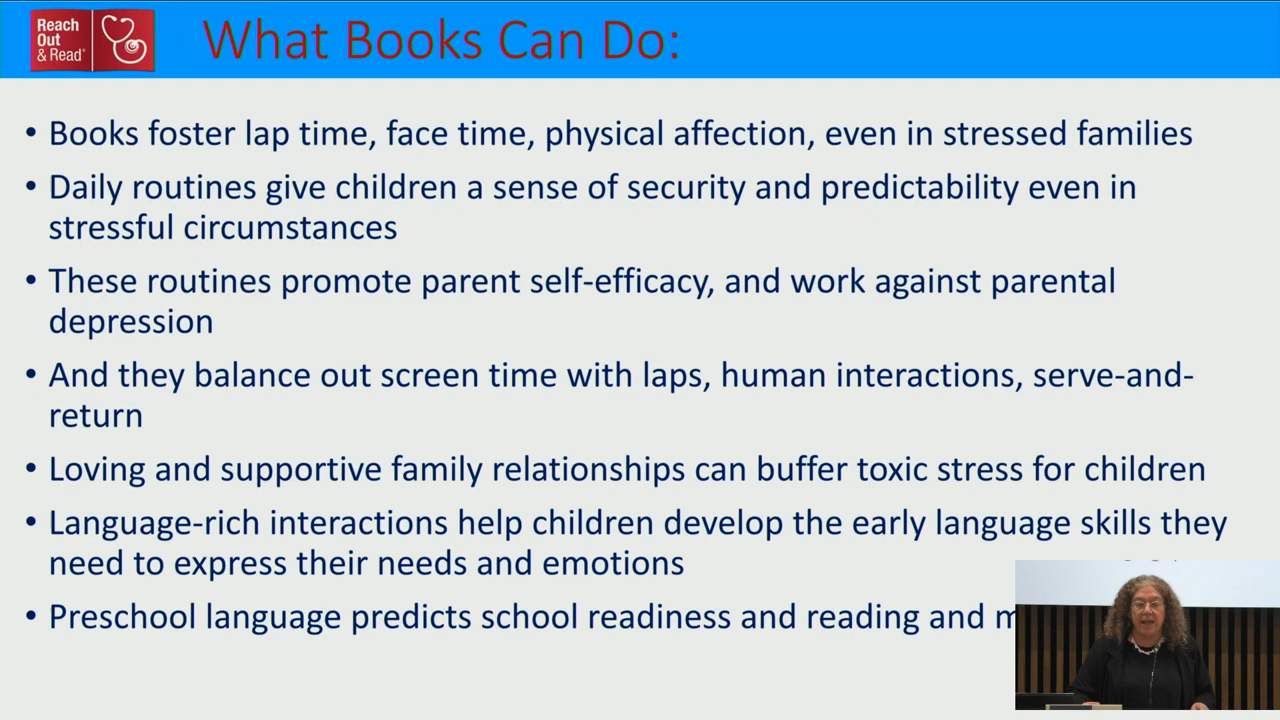 Reach
Out
& Read®
What Books Can Do:
• Books foster lap time, face time, physical affection, even in stressed families
• Daily routines give children a sense of security and predictability even in
stressful circumstances
• These routines promote parent self-efficacy, and work against parental
depression
• And they balance out screen time with laps, human interactions, serve-and-
return
• Loving and supportive family relationships can buffer toxic stress for children
• Language-rich interactions help children develop the early language skills they
need to express their needs and emotions
• Preschool language predicts school readiness and reading and